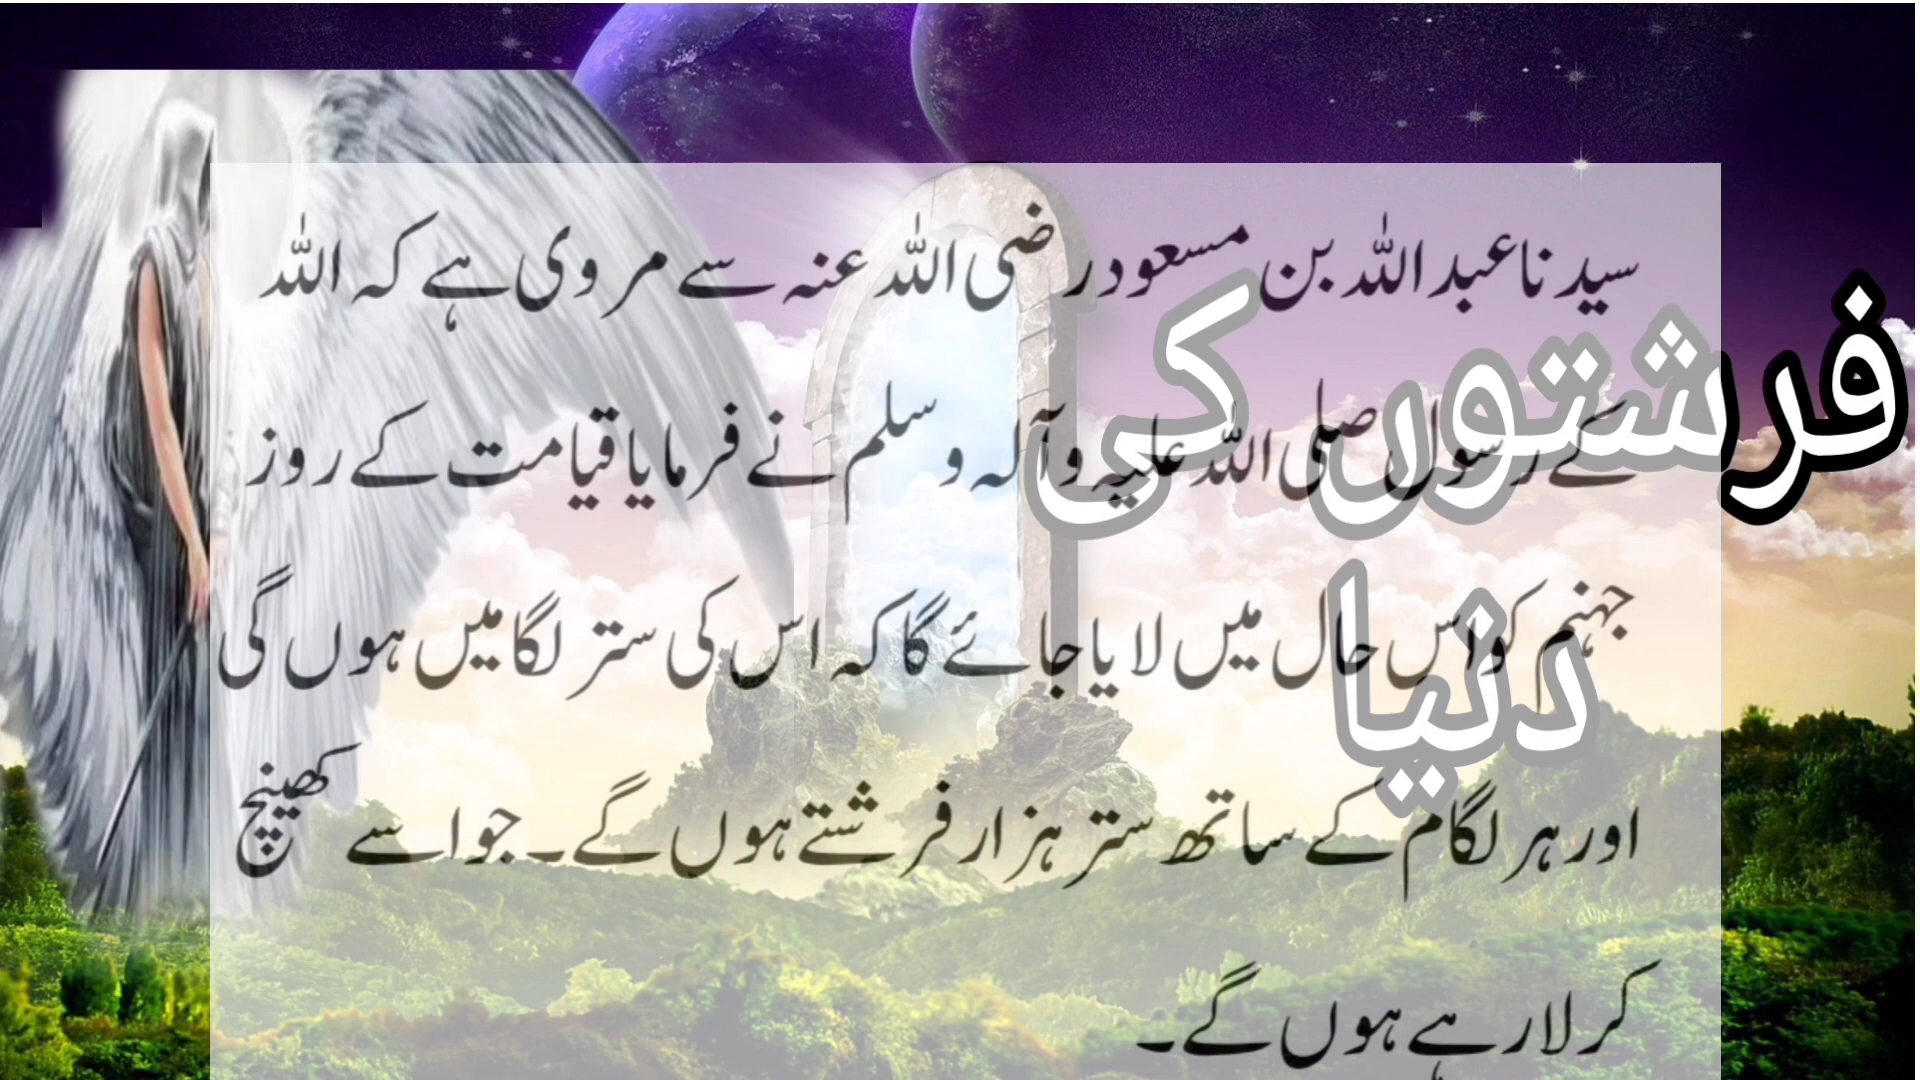 سیدنا عبداللہ بن مسعود رضی اللہ عنہ سے مروی ہے کہ اللہ
کے رسول صلی اللہ علیہ وآلہ وسلم نے فرمایا قیامت کے روز
جہنم کو اس حال میں لایا جائے گا کہ اس کی ستر لگامیں ہوں گی
اور ہر لگام کے ساتھ ستر ہزار فرشتے ہوں گے۔ جو اسے کھینچ
کر لا رہے ہوں گے۔
فرشتوں کی
دنیا